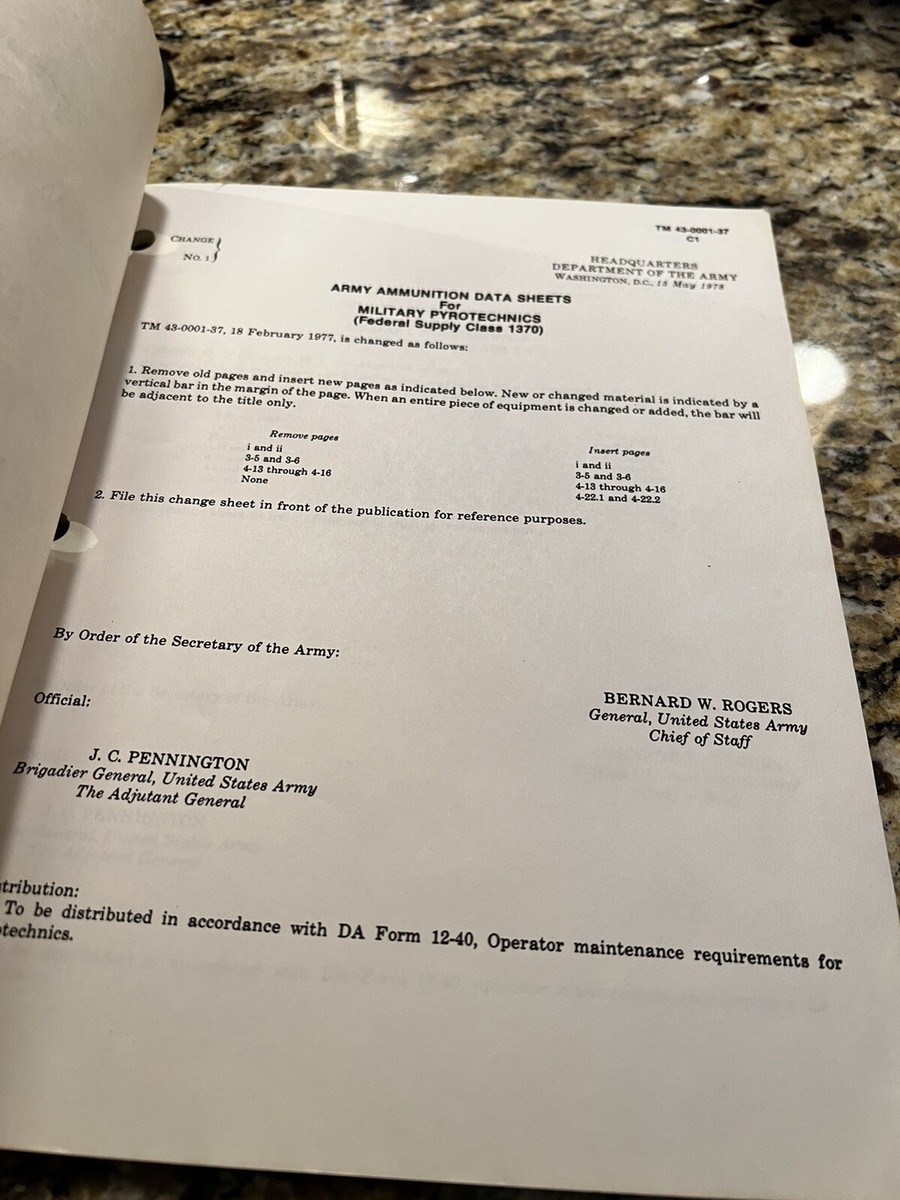 TM 43-0001-37
C1
CHANGE
No. 1
HEADQUARTERS
DEPARTMENT OF THE ARMY
WASHINGTON, D.C., 15 May 1978
ARMY AMMUNITION DATA SHEETS
For
MILITARY PYROTECHNICS
(Federal Supply Class 1370)
TM 43-0001-37, 18 February 1977, is changed as follows:
1. Remove old pages and insert new pages as indicated below. New or changed material is indicated by a
vertical bar in the margin of the page. When an entire piece of equipment is changed or added, the bar will
be adjacent to the title only.
Remove pages
i and ii
3-5 and 3-6
4-13 through 4-16
None
Insert pages
i and ii
3-5 and 3-6
4-13 through 4-16
4-22.1 and 4-22.2
2. File this change sheet in front of the publication for reference purposes.
By Order of the Secretary of the Army:
BERNARD W. ROGERS
General, United States Army
Chief of Staff
Official:
J. C. PENNINGTON
Brigadier General, United States Army
The Adjutant General
tribution:
To be distributed in accordance with DA Form 12-40, Operator maintenance requirements for
otechnics.